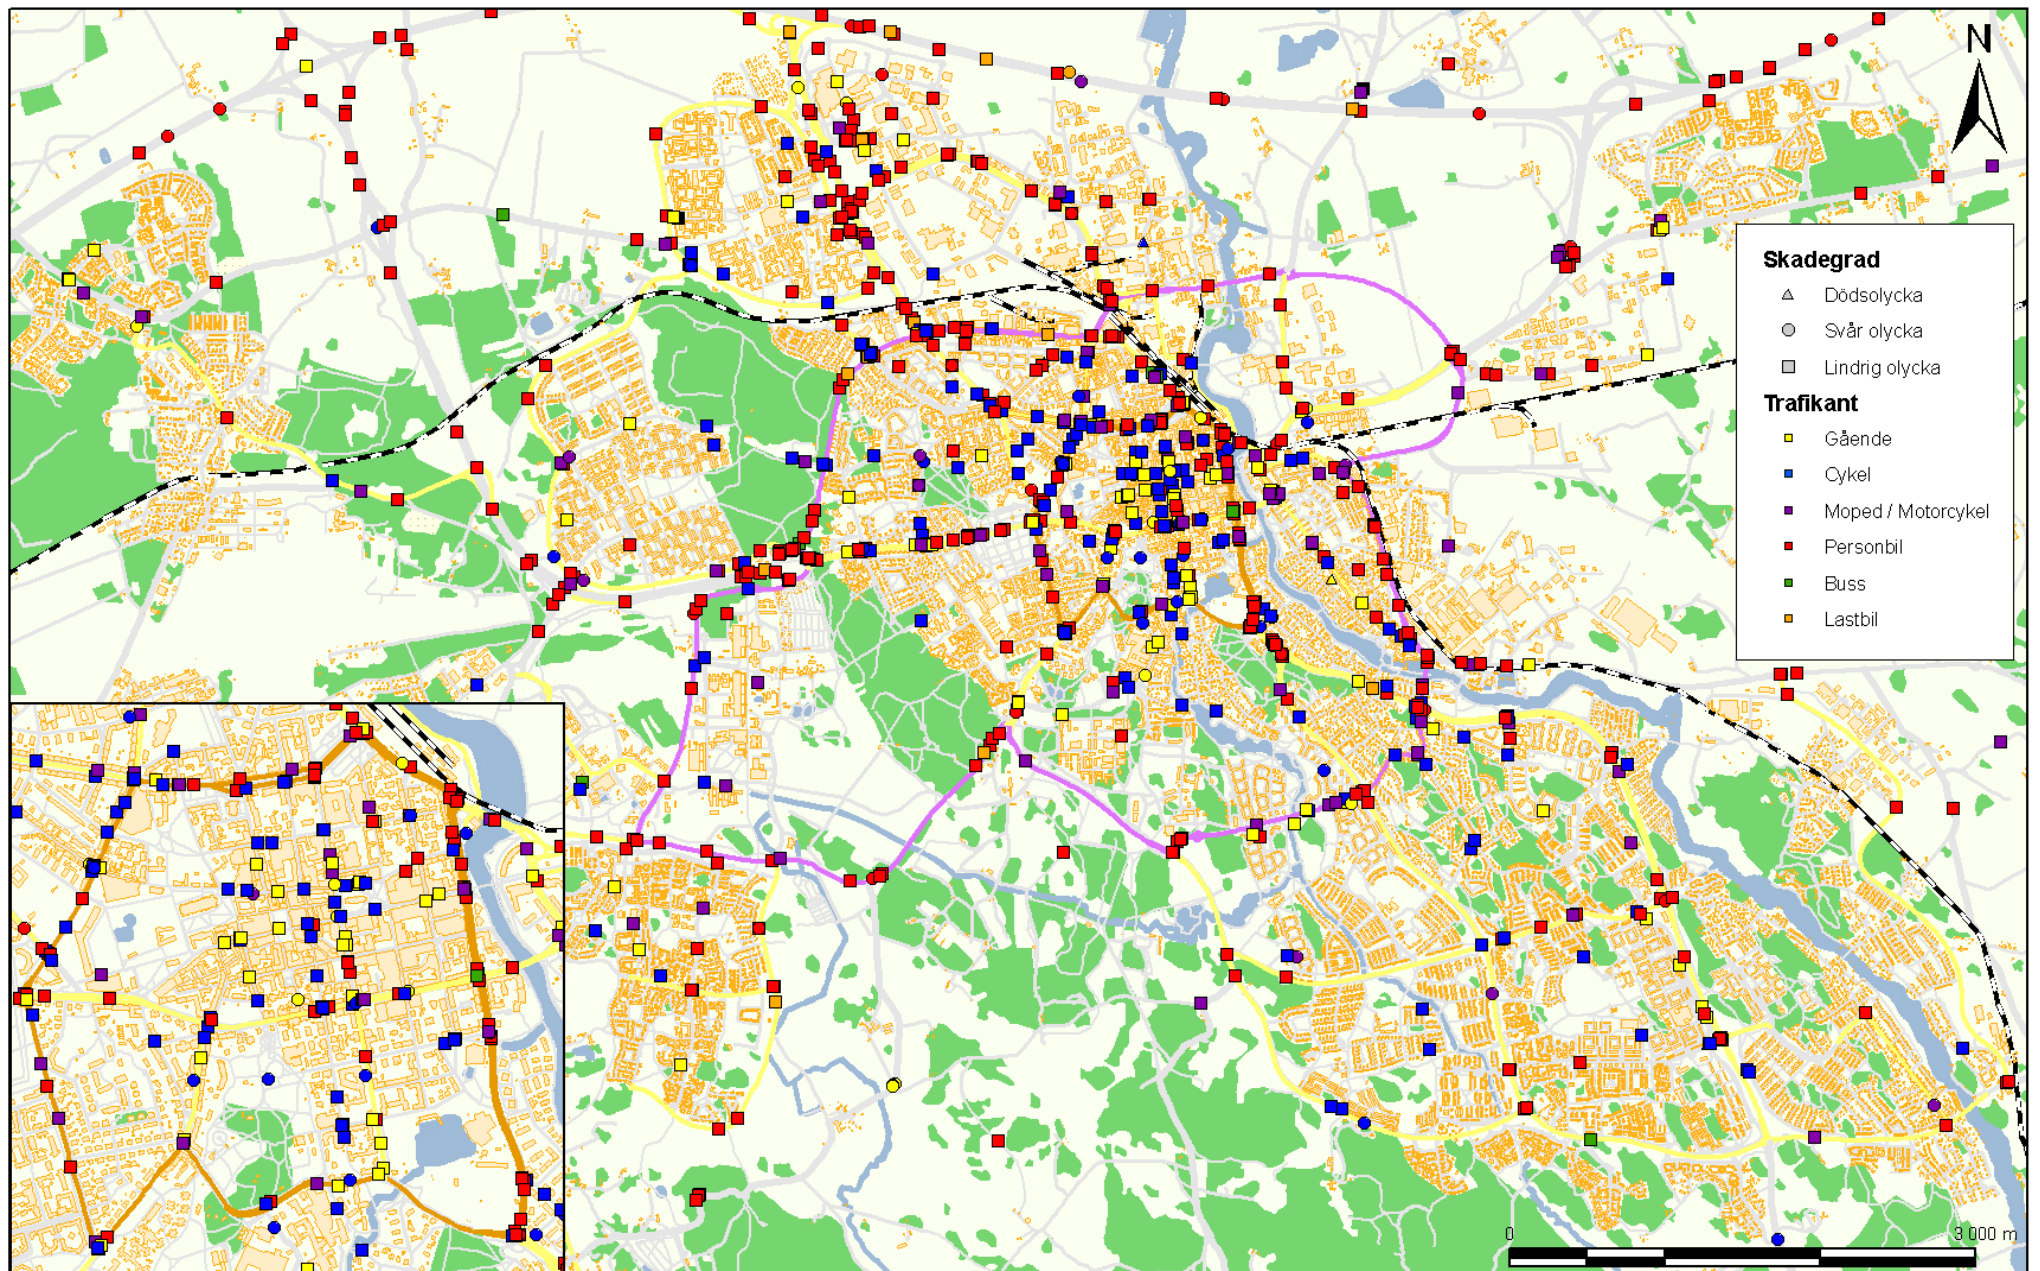 N
Skadegrad
Dödsolycka
Svår olycka
Lindrig olycka
Trafikant
Gående
Cykel
Moped / Motorcykel
Personbil
Buss
Lastbil
0 3 000 m